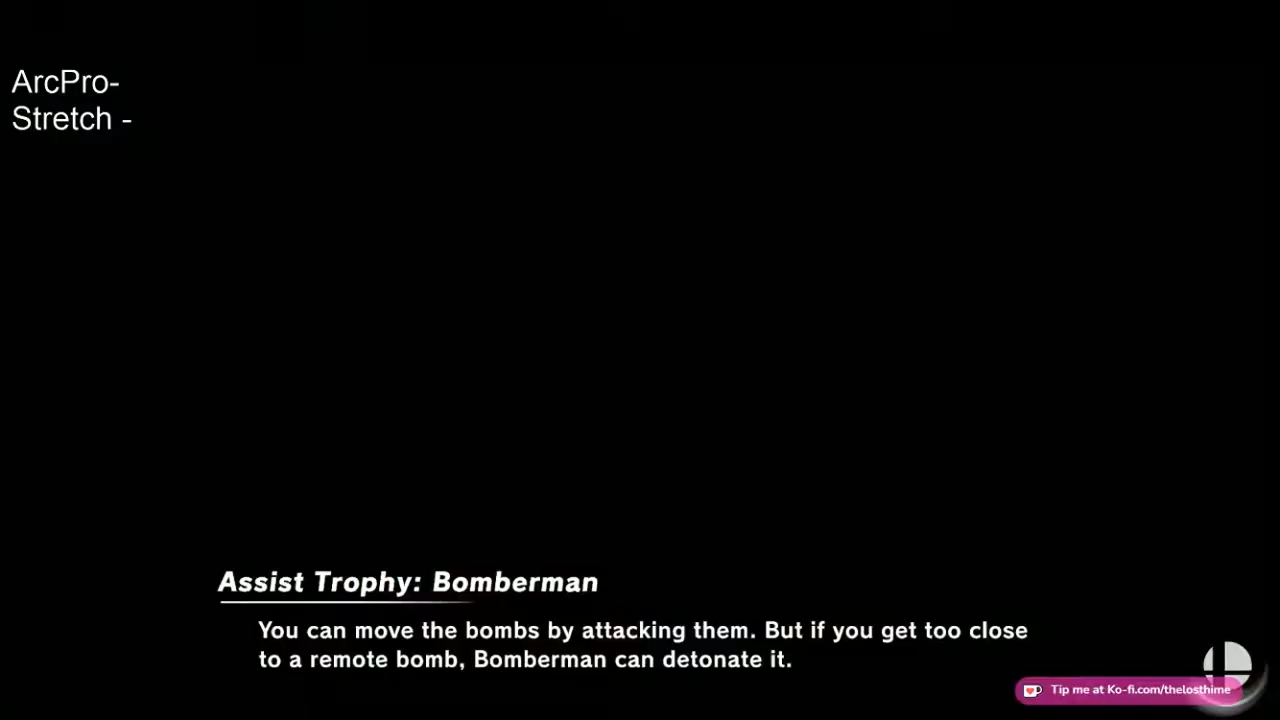 ArcPro-
Stretch -
Assist Trophy: Bomberman
You can move the bombs by attacking them. But if you get too close
to a remote bomb, Bomberman can detonate it.
Tip me at Ko-fi.com/thelosthime